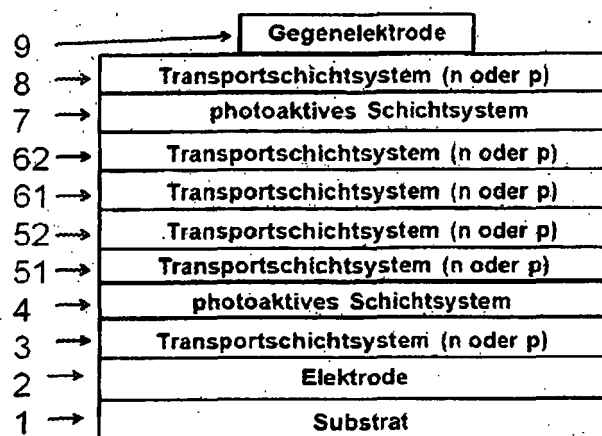 9 → Gegenelektrode
8 → Transportschichtsystem (n oder p)
7 → photoaktives Schichtsystem
62 → Transportschichtsystem (n oder p)
61 → Transportschichtsystem (n oder p)
52 → Transportschichtsystem (n oder p)
51 → Transportschichtsystem (n oder p)
4 → photoaktives Schichtsystem
3 → Transportschichtsystem (n oder p)
2 → Elektrode
1 → Substrat